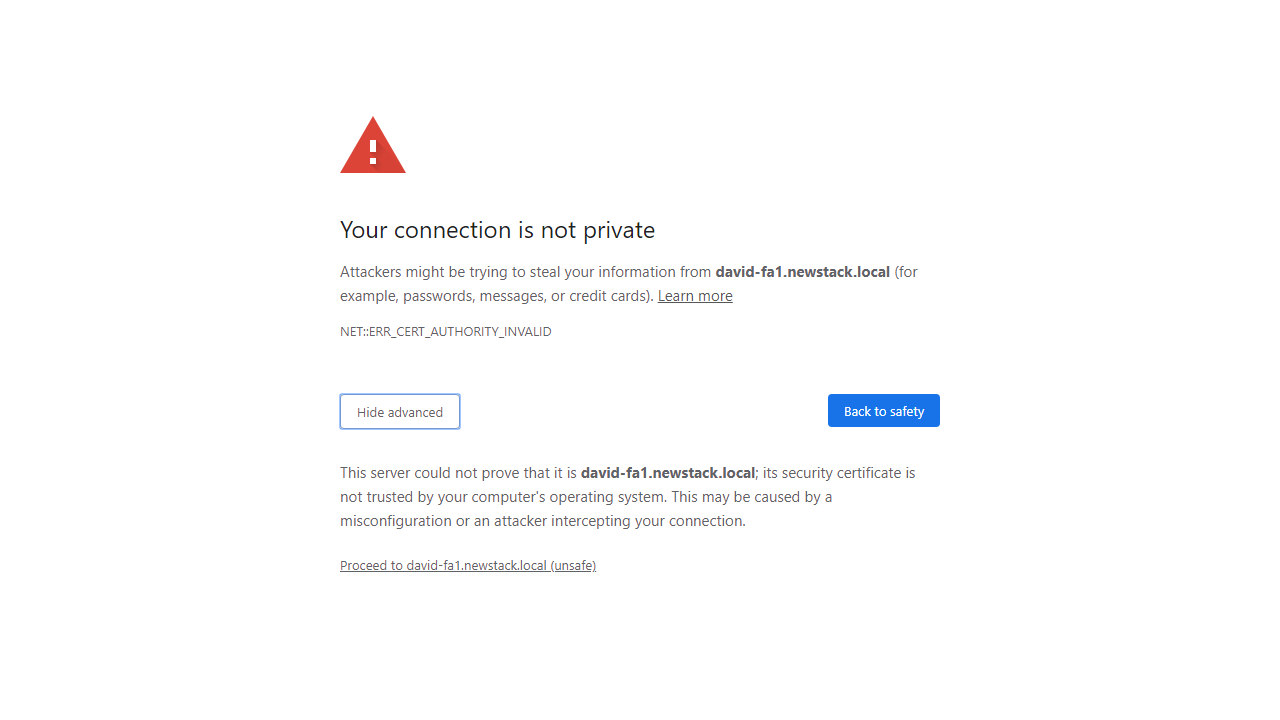 Your connection is not private
Attackers might be trying to steal your information from david-fa1.newstack.local (for
example, passwords, messages, or credit cards). Learn more
NET::ERR_CERT_AUTHORITY_INVALID
Hide advanced
Back to safety
This server could not prove that it is david-fa1.newstack.local; its security certificate is
not trusted by your computer's operating system. This may be caused by a
misconfiguration or an attacker intercepting your connection.
Proceed to david-fa1.newstack.local (unsafe)